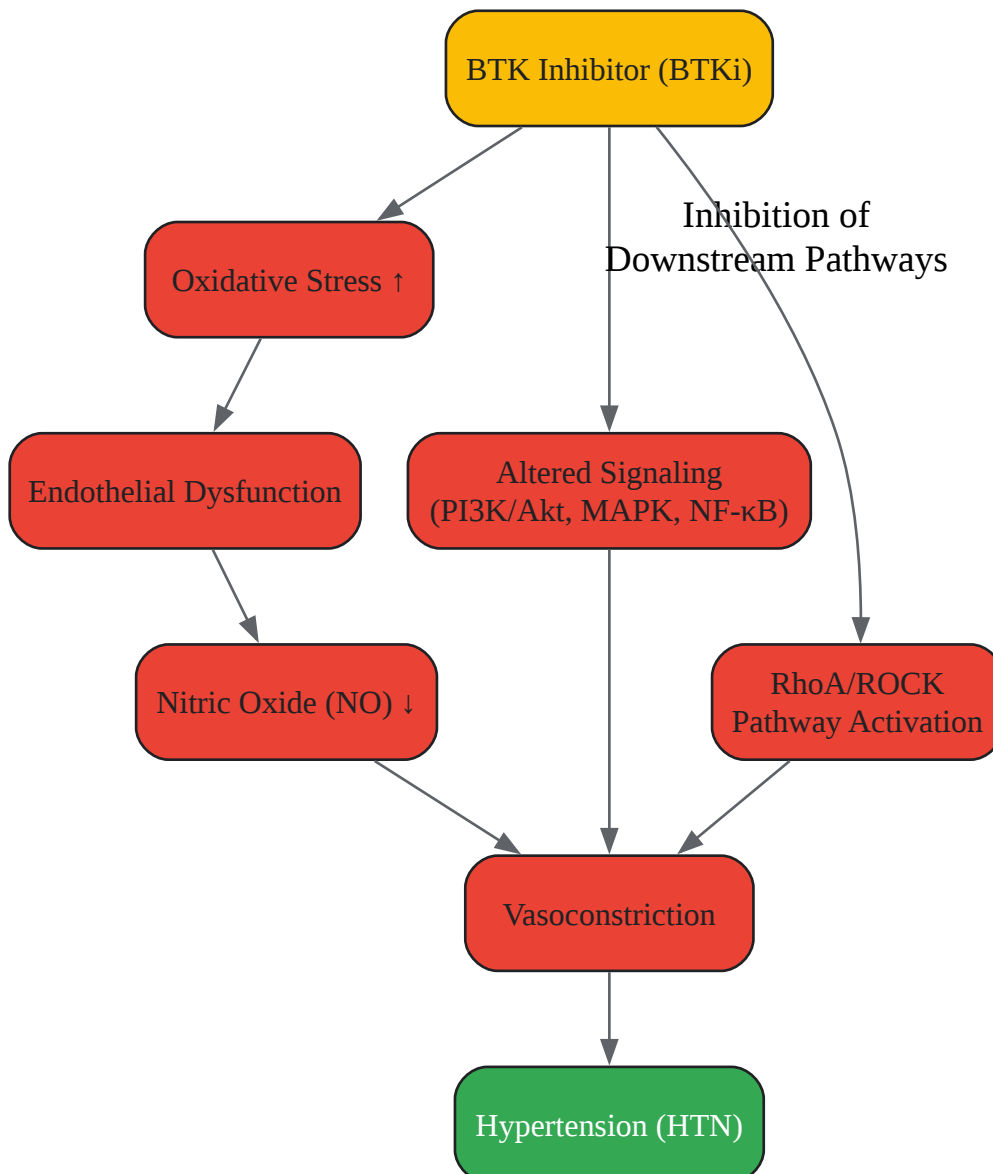 BTK Inhibitor (BTKi)
Inhibition of
Downstream Pathways
Oxidative Stress ↑
Endothelial Dysfunction
Altered Signaling
(PI3K/Akt, MAPK, NF-κB)
Nitric Oxide (NO) ↓
RhoA/ROCK
Pathway Activation
Vasoconstriction
Hypertension (HTN)